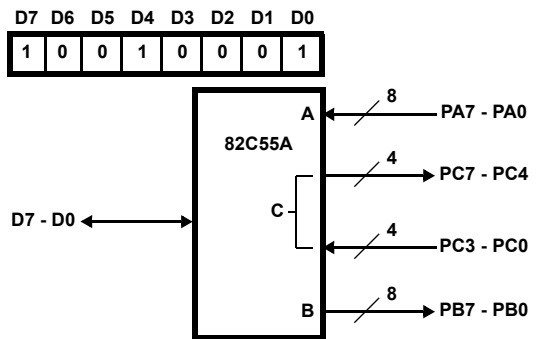 D7 D6 D5 D4 D3 D2 D1 D0
1 0 0 1 0 0 0 1
A
8
PA7 - PA0
82C55A
4
PC7 - PC4
C
D7 - D0
4
PC3 - PC0
B
8
PB7 - PB0